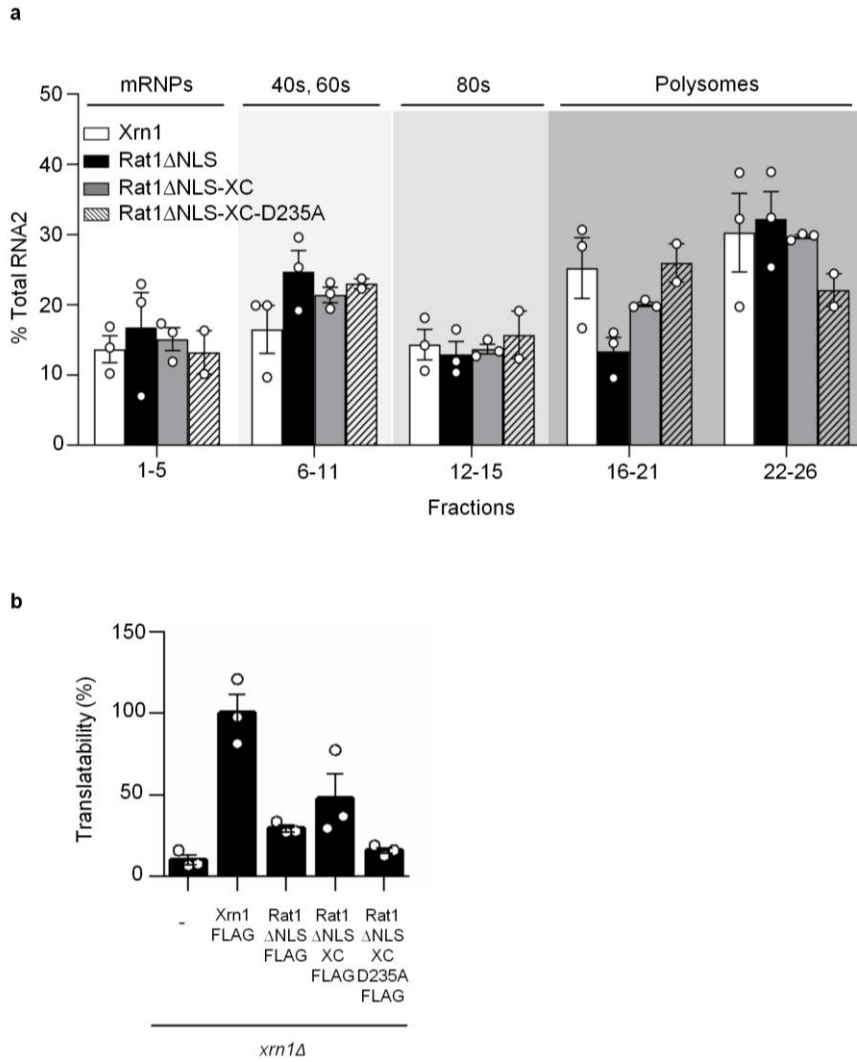 a
mRNPs 40s, 60s 80s Polysomes
50
40
30
20
10
0
% Total RNA2
Xrn1
Rat1ΔNLS
Rat1ΔNLS-XC
Rat1ΔNLS-XC-D235A
1-5 6-11 12-15 16-21 22-26
Fractions
b
150
100
50
0
Translatability (%)
-
Xrn1
FLAG
Rat1
ΔNLS
FLAG
Rat1
ΔNLS
XC
FLAG
Rat1
ΔNLS
XC
D235A
FLAG
xrn1Δ